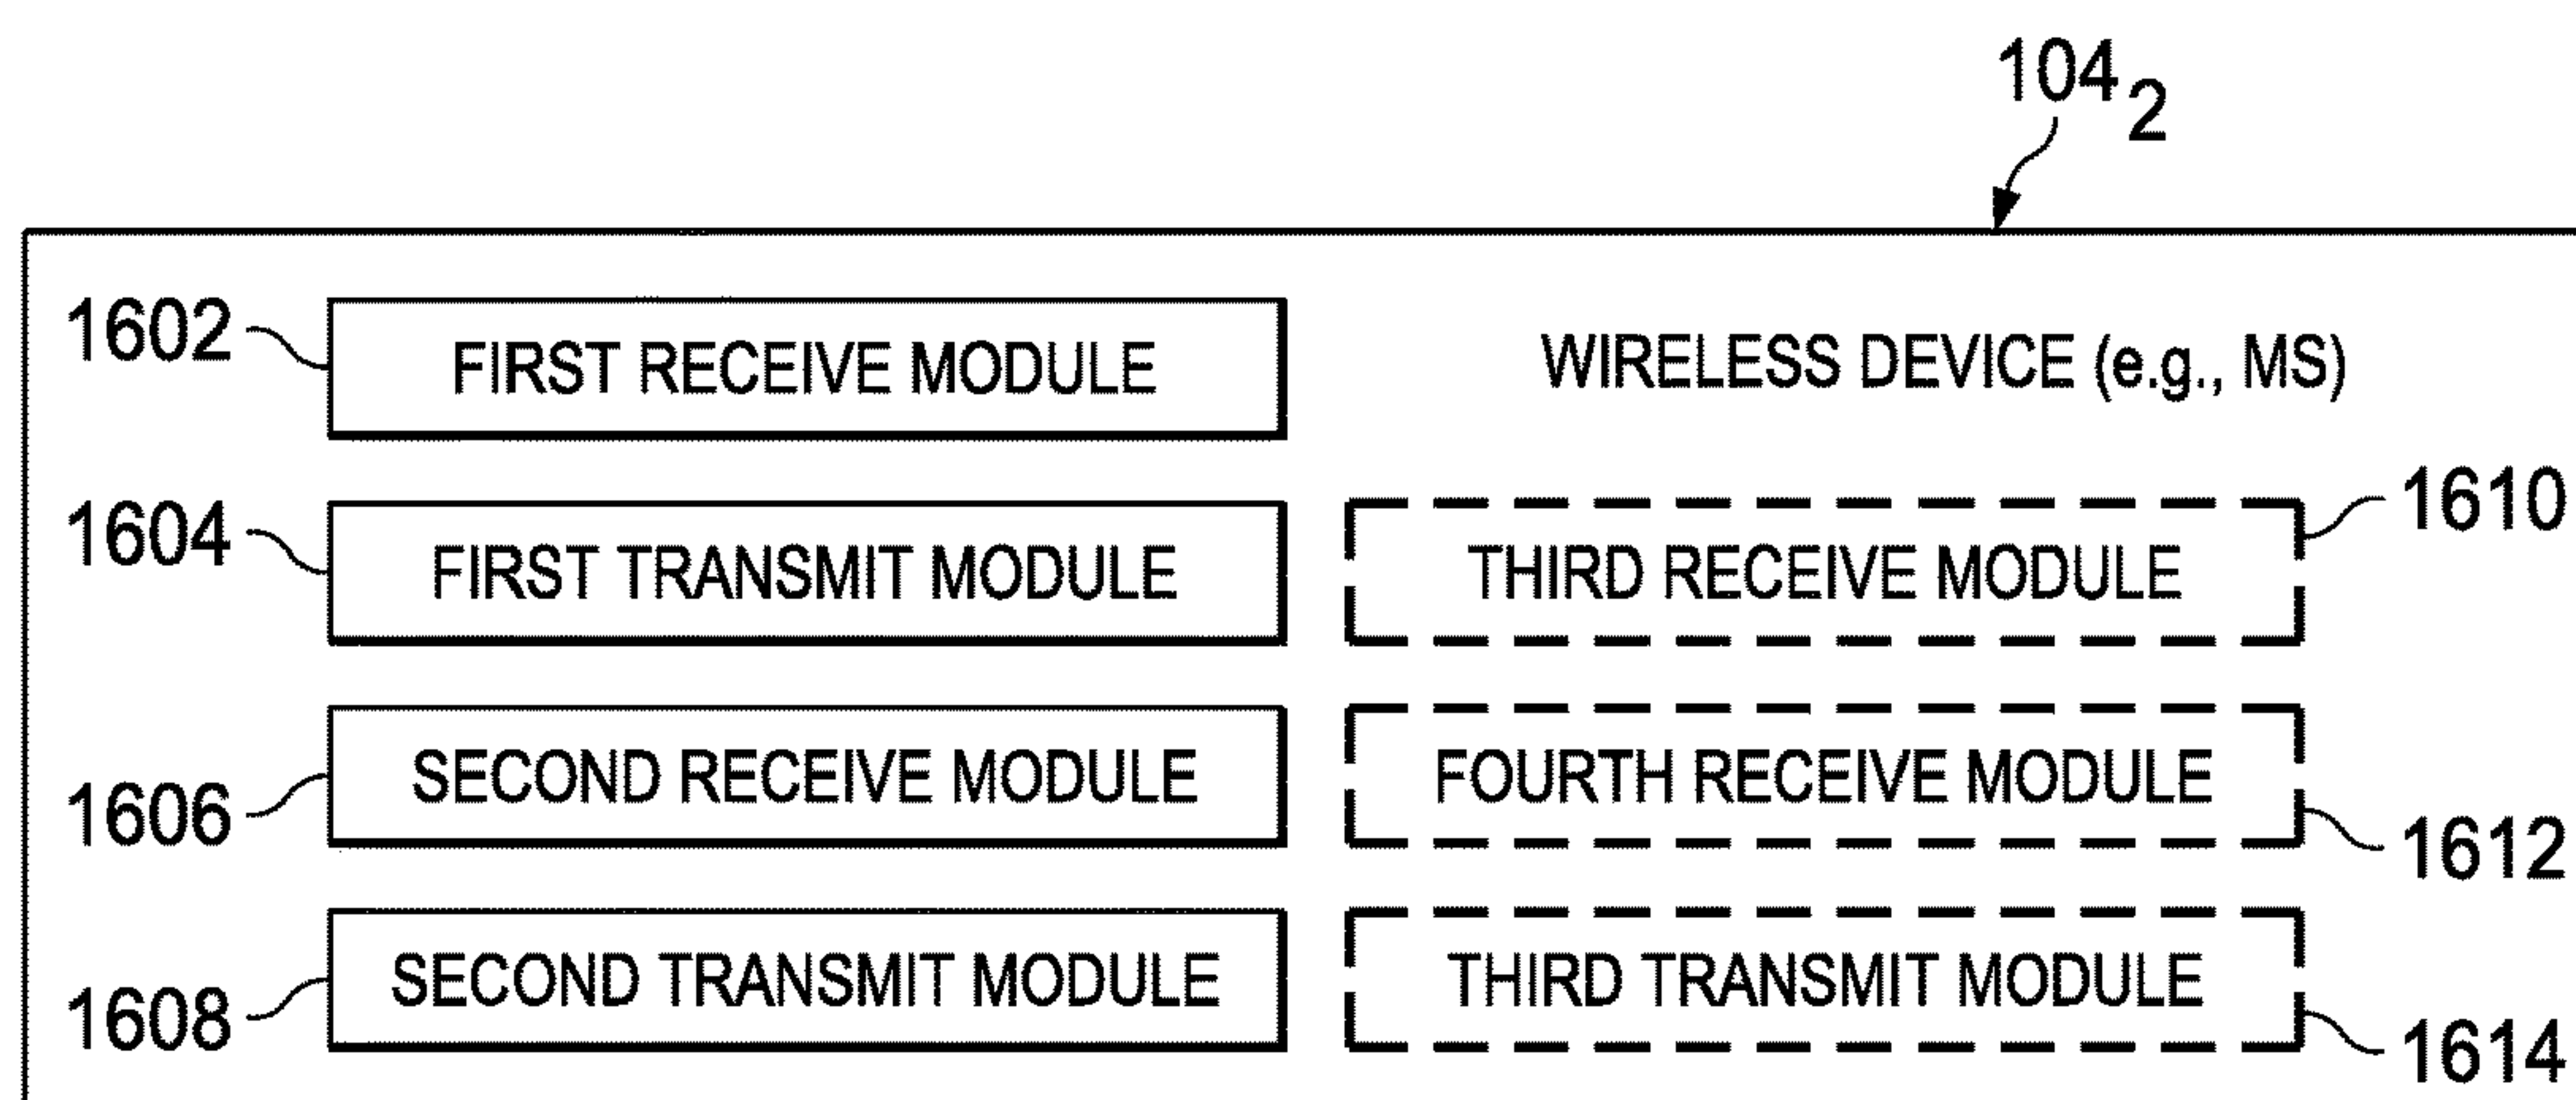 104₂
1602 FIRST RECEIVE MODULE WIRELESS DEVICE (e.g., MS)
1604 FIRST TRANSMIT MODULE THIRD RECEIVE MODULE 1610
1606 SECOND RECEIVE MODULE FOURTH RECEIVE MODULE 1612
1608 SECOND TRANSMIT MODULE THIRD TRANSMIT MODULE 1614